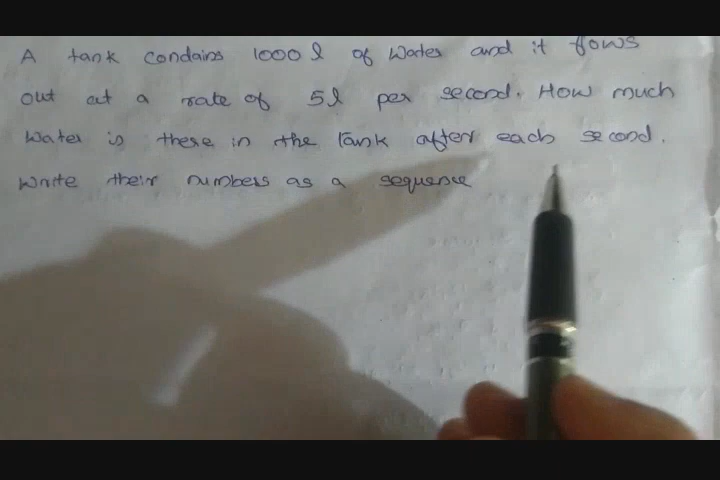 A tank condains 1000 l of water and it flows
out at a rate of 5l per second. How much
water is there in the Tank after each second.
Write their numbers as a sequence